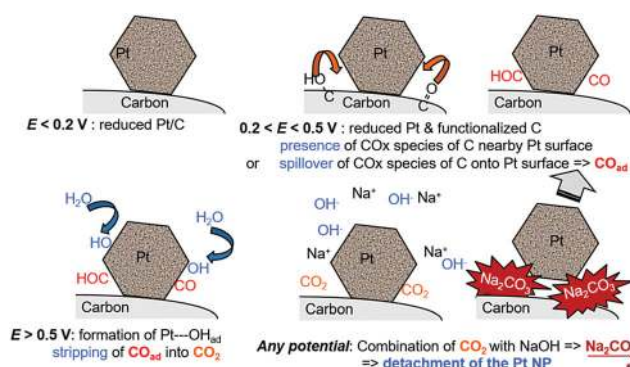 Pt
Carbon
E < 0.2 V : reduced Pt/C
Pt
HO
C
O
C
Carbon
Pt
HOC
CO
Carbon
0.2 < E < 0.5 V : reduced Pt & functionalized C
presence of COx species of C nearby Pt surface
or spillover of COx species of C onto Pt surface => COad
H2O
HO
Pt
H2O
OH
HOC
CO
Carbon
E > 0.5 V: formation of Pt---OHad
stripping of COad into CO2
OH-
Na+
OH-
Na+
OH-
Na+
Pt
Na+
OH-
CO2
CO2
Carbon
Pt
Na2CO3
Na2CO3
Carbon
Any potential: Combination of CO2 with NaOH => Na2CO
=> detachment of the Pt NP